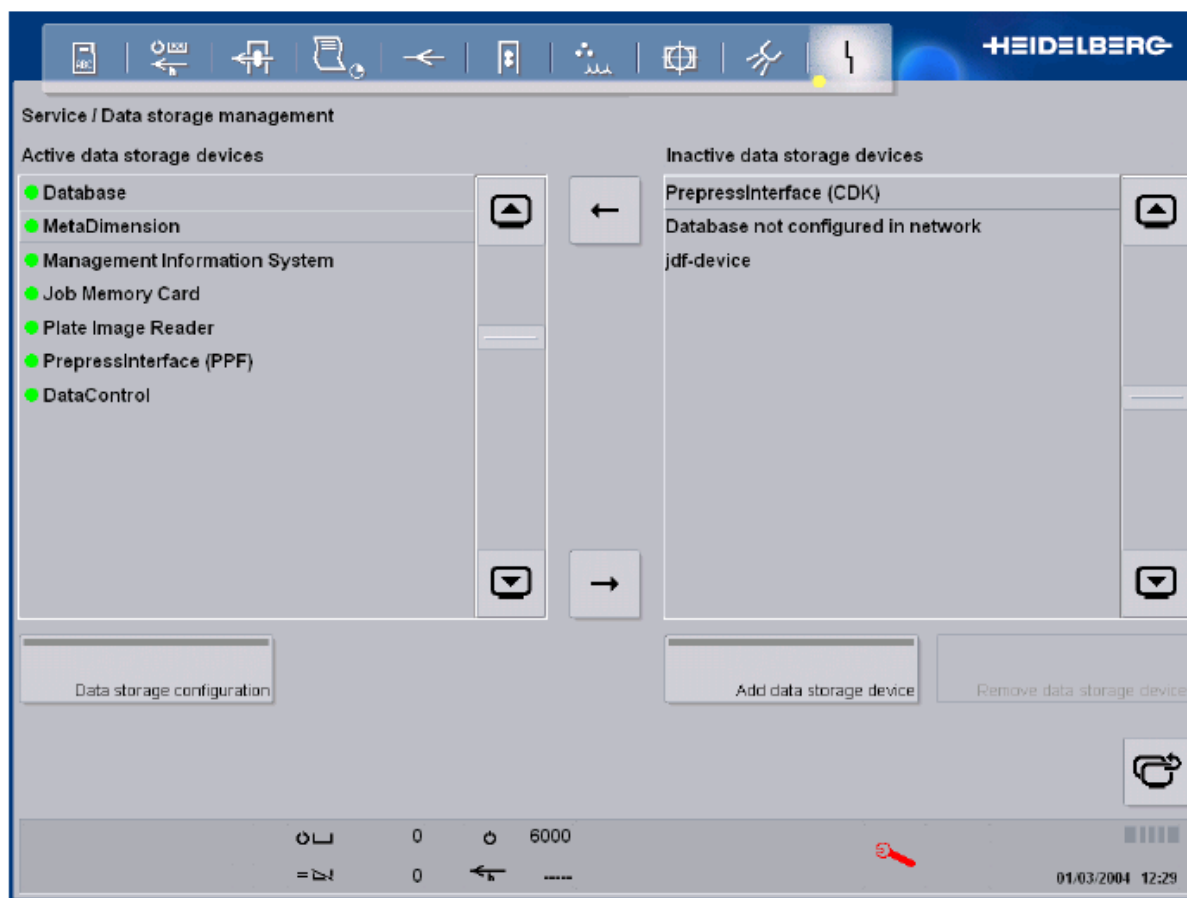 HEIDELBERG
Service / Data storage management
Active data storage devices
Inactive data storage devices
Database
MetaDimension
Management Information System
Job Memory Card
Plate Image Reader
PrepressInterface (PPF)
DataControl
PrepressInterface (CDK)
Database not configured in network
jdf-device
Data storage configuration
Add data storage device
Remove data storage device
0 6000
0 -----
01/03/2004 12:29